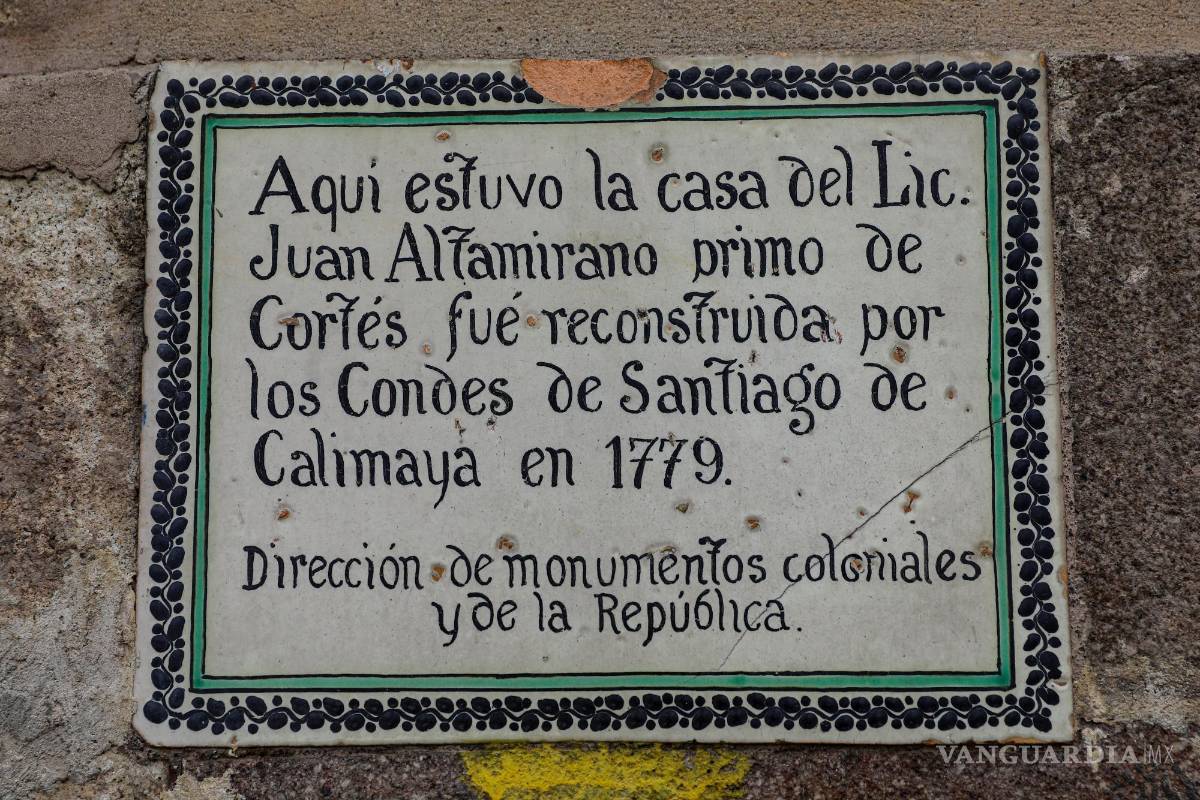 Aquí estuvo la casa del Lic.
Juan Altamirano primo de
Cortés fué reconstruida por
los Condes de Santiago de
Calimaya en 1779.
Dirección de monumentos coloniales
y de la República.
VANGUARDIA MX